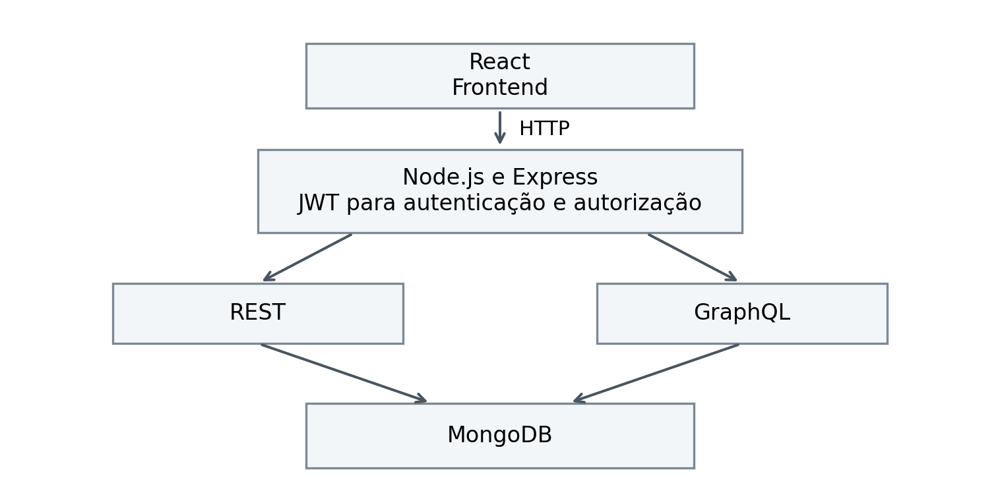 React
Frontend
HTTP
Node.js e Express
JWT para autenticação e autorização
REST
GraphQL
MongoDB